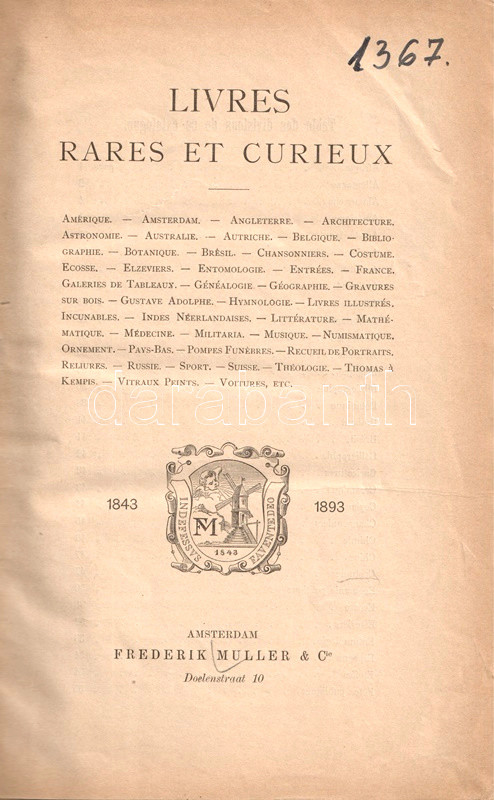 1367.
LIVRES
RARES ET CURIEUX
AMÉRIQUE. — AMSTERDAM. — ANGLETERRE. — ARCHITECTURE.
ASTRONOMIE. — AUSTRALIE. — AUTRICHE. — BELGIQUE. — BIBLIO-
GRAPHIE. — BOTANIQUE. — BRÉSIL. — CHANSONNIERS. — COSTUME.
ECOSSE. — ELZEVIERS. — ENTOMOLOGIE. — ENTRÉES. — FRANCE.
GALERIES DE TABLEAUX. — GÉNÉALOGIE. — GÉOGRAPHIE. — GRAVURES
SUR BOIS. — GUSTAVE ADOLPHE. — HYMNOLOGIE. — LIVRES ILLUSTRÉS.
INCUNABLES. — INDES NÉERLANDAISES. — LITTÉRATURE. — MATHÉ-
MATIQUE. — MÉDECINE. — MILITARIA. — MUSIQUE. — NUMISMATIQUE.
ORNEMENT. — PAYS-BAS. — POMPES FUNÈBRES. — RECUEIL DE PORTRAITS.
RELIURES. — RUSSIE. — SPORT. — SUISSE. — THÉOLOGIE. — THOMAS À
KEMPIS. — VITRAUX PEINTS. — VOITURES, ETC.
darabanth
1843
INDEFESSVS
FM
1843
FAVENTE DEO
1893
AMSTERDAM
FREDERIK MULLER & Cie
Doelenstraat 10